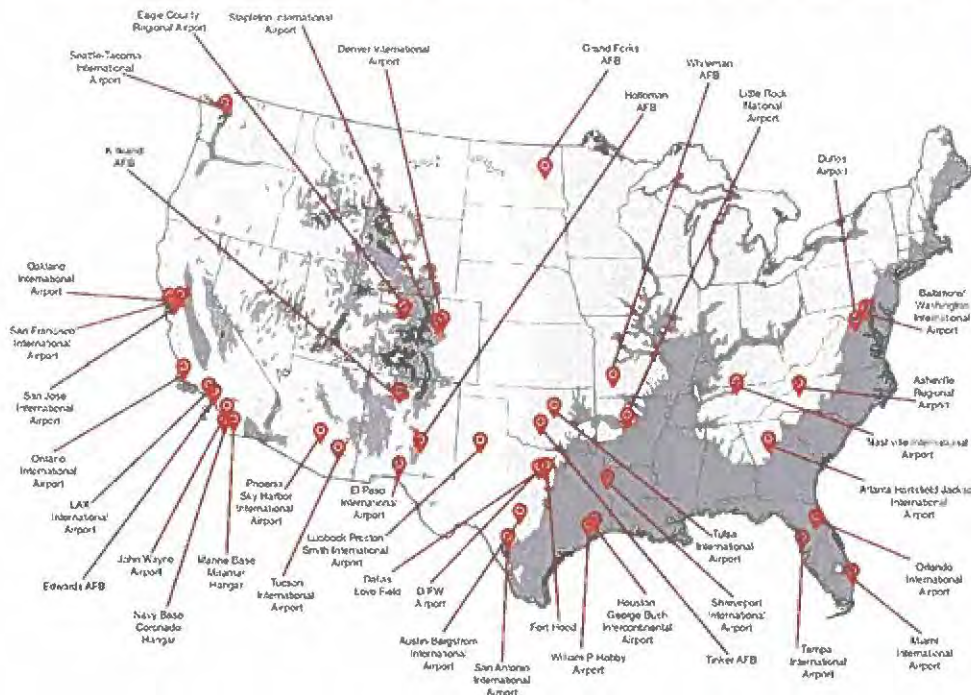 Eagle County
Regional Airport
Stapleton International
Airport
Denver International
Airport
Seattle-Tacoma
International
Airport
Grand Forks
AFB
Whiteman
AFB
Holloman
AFB
Little Rock
National
Airport
Kirtland
AFB
Dulles
Airport
Oakland
International
Airport
San Francisco
International
Airport
San Jose
International
Airport
Ontario
International
Airport
LAX
International
Airport
Edwards AFB
John Wayne
Airport
Navy Base
Coronado
Hangar
Marine Base
Miramar
Hangar
Phoenix
Sky Harbor
International
Airport
Tucson
International
Airport
El Paso
International
Airport
Lubbock Preston
Smith International
Airport
Dallas
Love Field
DFW
Airport
Austin-Bergstrom
International
Airport
San Antonio
International
Airport
Fort Hood
William P Hobby
Airport
Houston
George Bush
Intercontinental
Airport
Tinker AFB
Shreveport
International
Airport
Tulsa
International
Airport
Baltimore/
Washington
International
Airport
Asheville
Regional
Airport
Nashville International
Airport
Atlanta Hartsfield Jackson
International
Airport
Orlando
International
Airport
Miami
International
Airport
Tampa
International
Airport